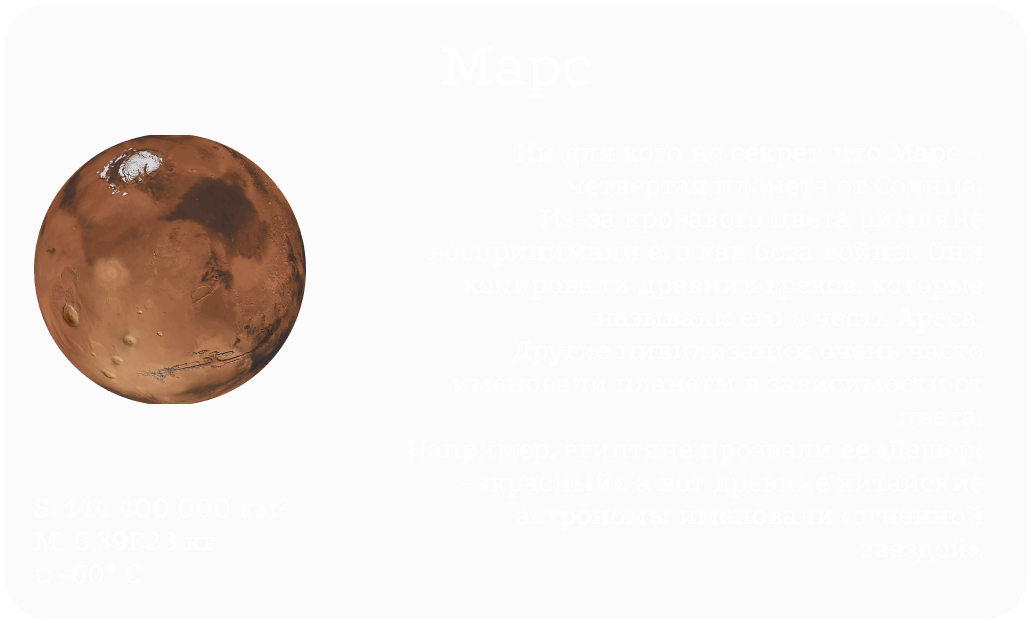 Марс
Ни для кого не секрет, что Марс –
четвертая планета от Солнца.
Из-за кровавого цвета римляне
воспринимали его как бога войны. Они
копировали древних греков, которые
называли его в честь Ареса.
Другие цивилизации очень часто
именовали планеты в зависимости от
цвета.
Например, египтяне прозвали ее «Дешер»
– «красный», а вот древние китайские
астрономы именовали «огненной
звездой».
S: 144 400 000 км²
M: 6,39E23 кг
t: -60° C